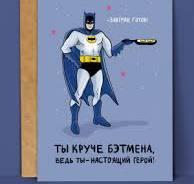 -ЗАВТРАК ГОТОВ!
ТЫ КРУЧЕ БЭТМЕНА,
ВЕДЬ ТЫ-НАСТОЯЩИЙ ГЕРОЙ!